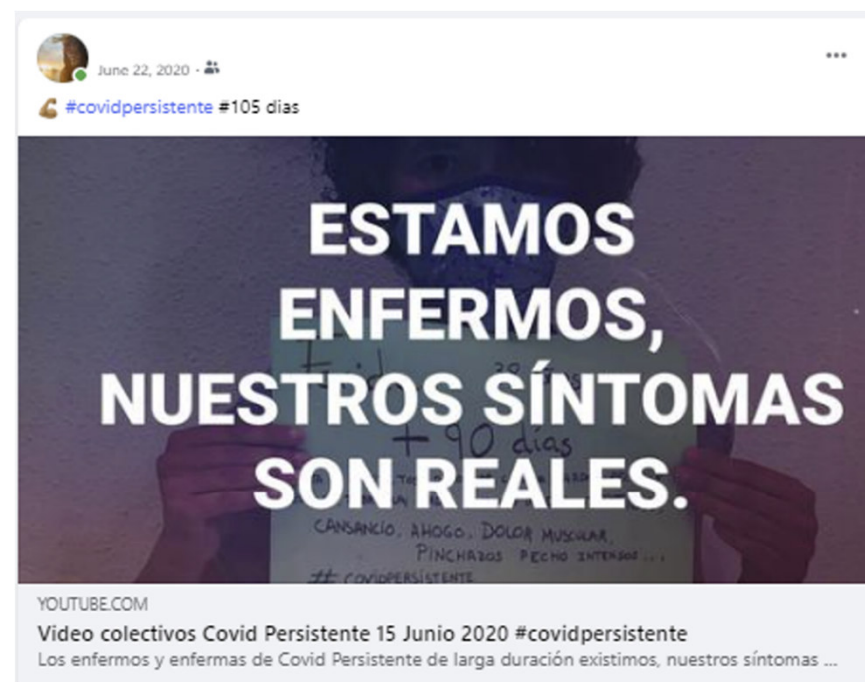 June 22, 2020
#covidpersistente #105 dias
ESTAMOS
ENFERMOS,
NUESTROS SÍNTOMAS
SON REALES.
+ 90 días
CANSANCIO, AHOGO, DOLOR MUSCULAR,
PINCHAZOS PECHO INTENSOS...
#COVIDPERSISTENTE
YOUTUBE.COM
Video colectivos Covid Persistente 15 Junio 2020 #covidpersistente
Los enfermos y enfermas de Covid Persistente de larga duración existimos, nuestros síntomas ...